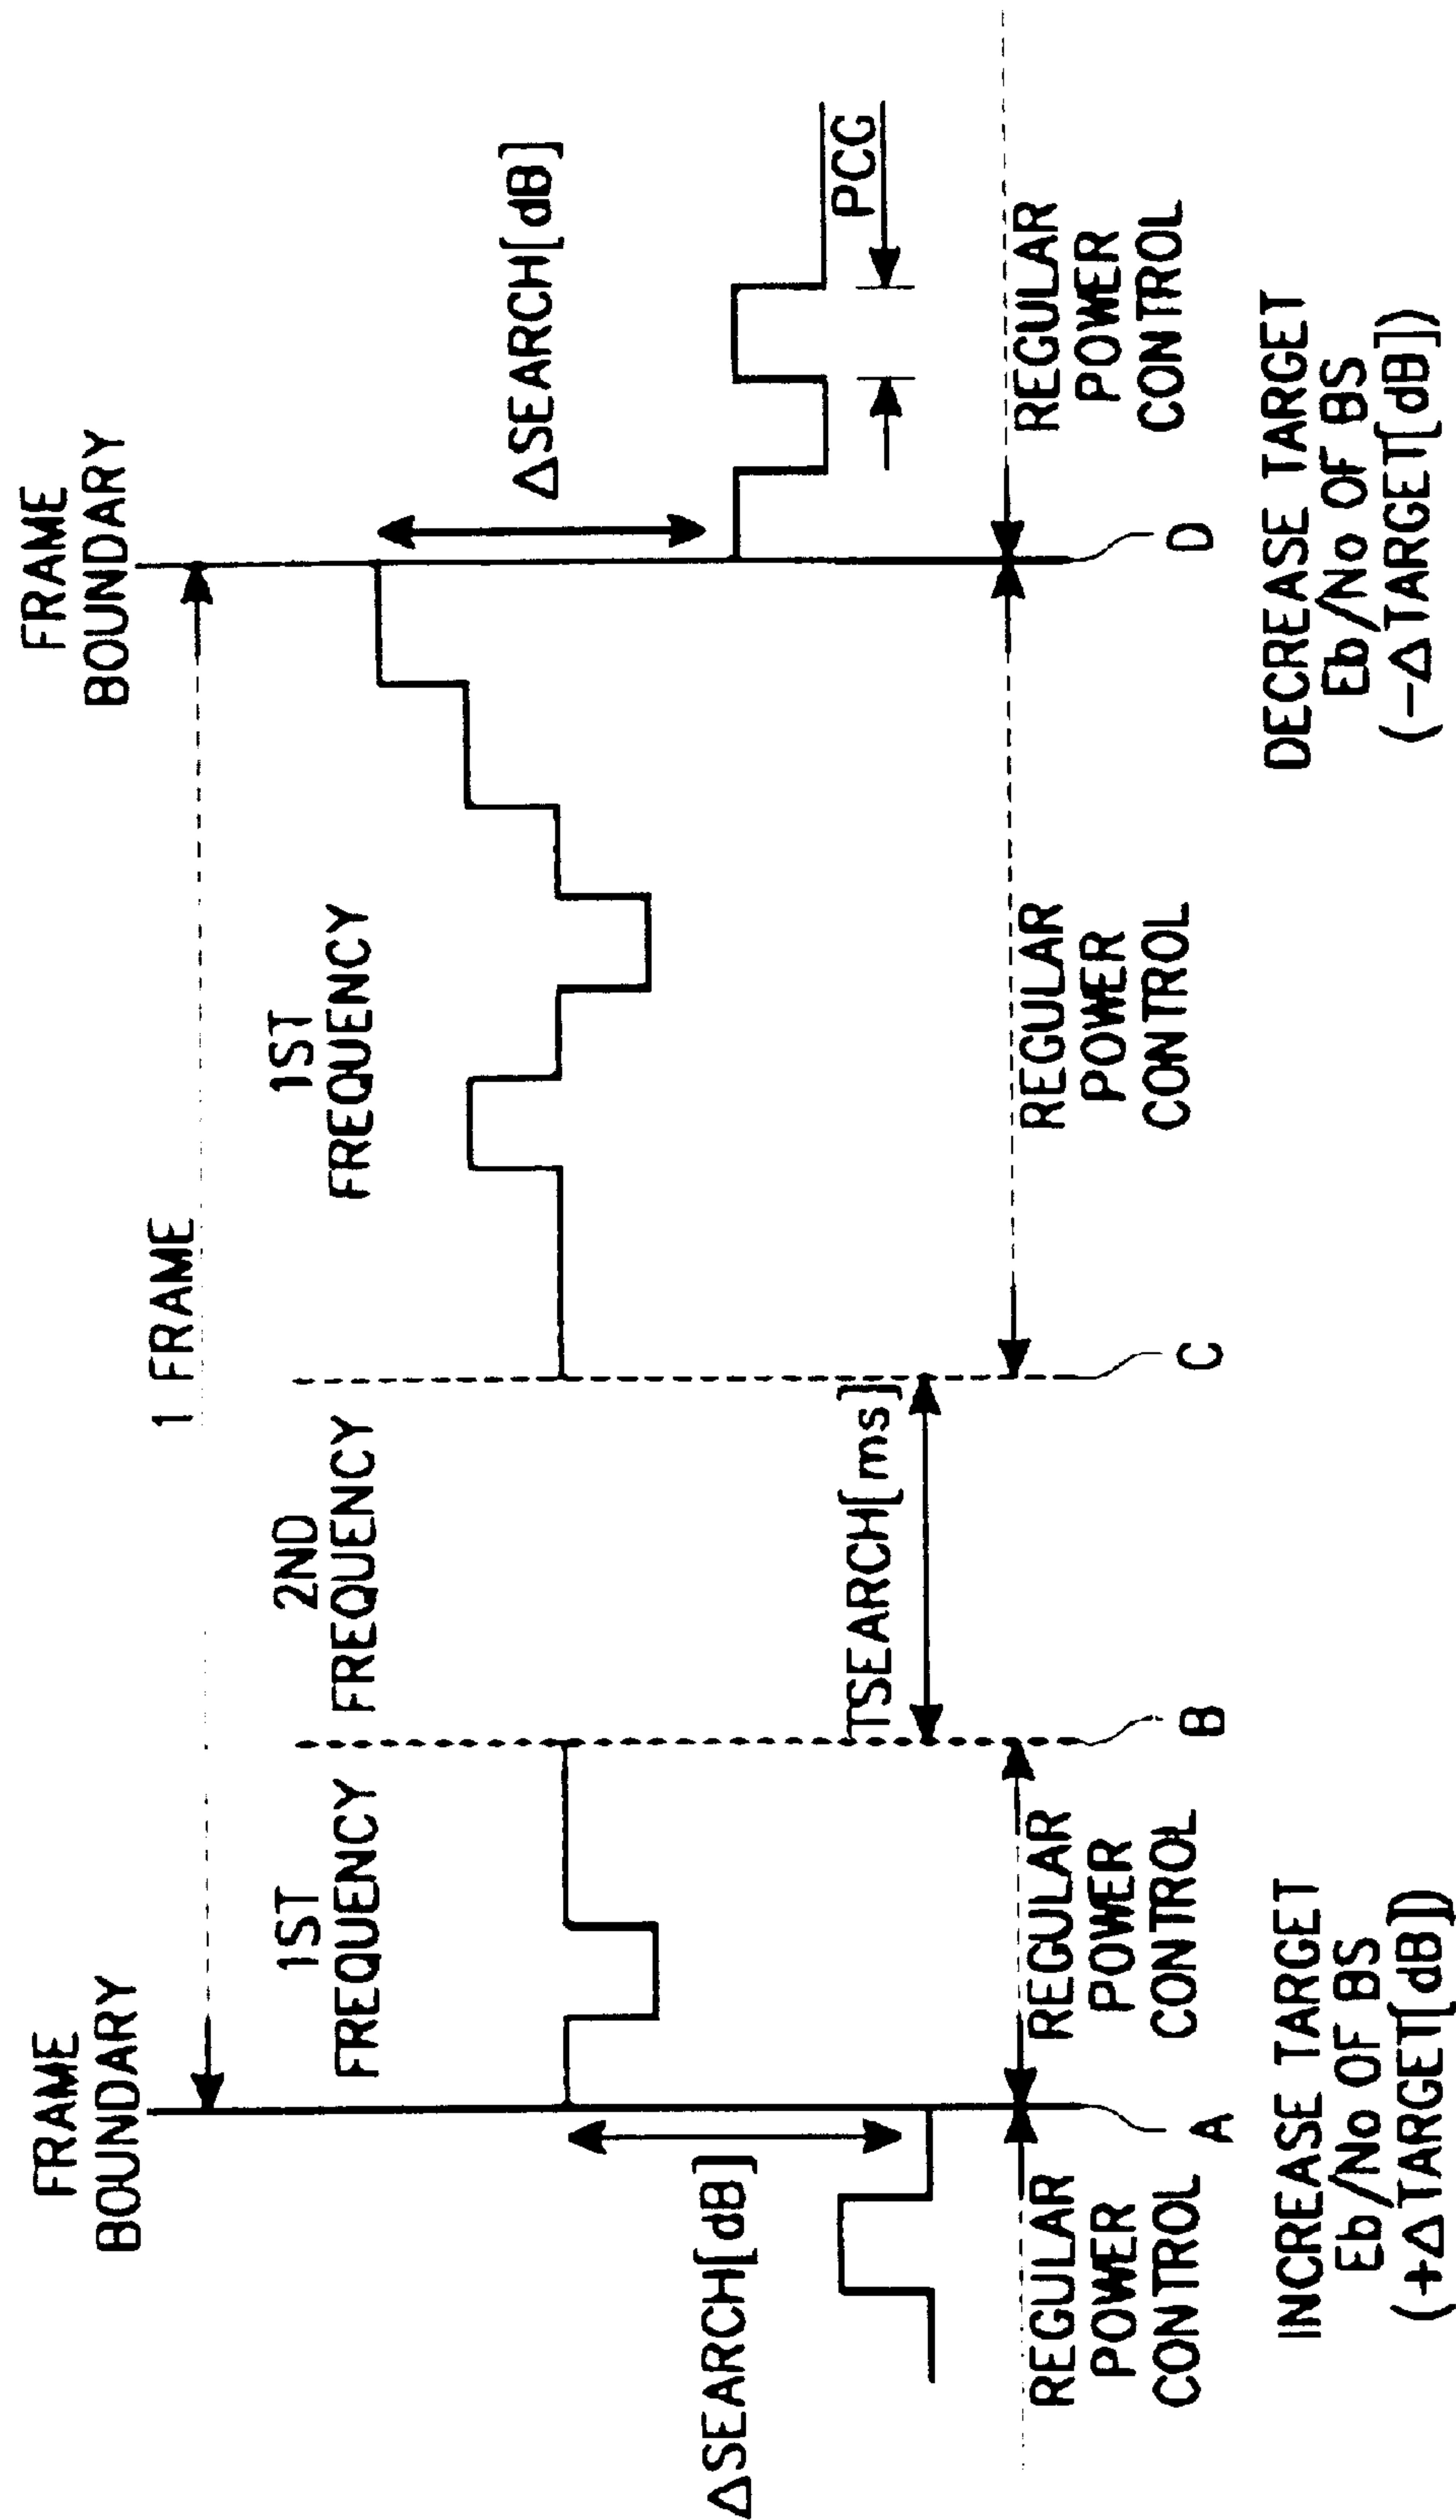 FRAME
BOUNDARY
FRAME
BOUNDARY
1 FRAME
1ST
FREQUENCY
2ND
FREQUENCY
1ST
FREQUENCY
ΔSEARCH[dB]
ΔSEARCH[dB]
TSEARCH[ms]
PCG
REGULAR
POWER
CONTROL
REGULAR
POWER
CONTROL
REGULAR
POWER
CONTROL
REGULAR
POWER
CONTROL
A
B
C
D
INCREASE TARGET
Eb/No OF BS
(+Δ TARGET[dB])
DECREASE TARGET
Eb/No OF BS
(−Δ TARGET[dB])